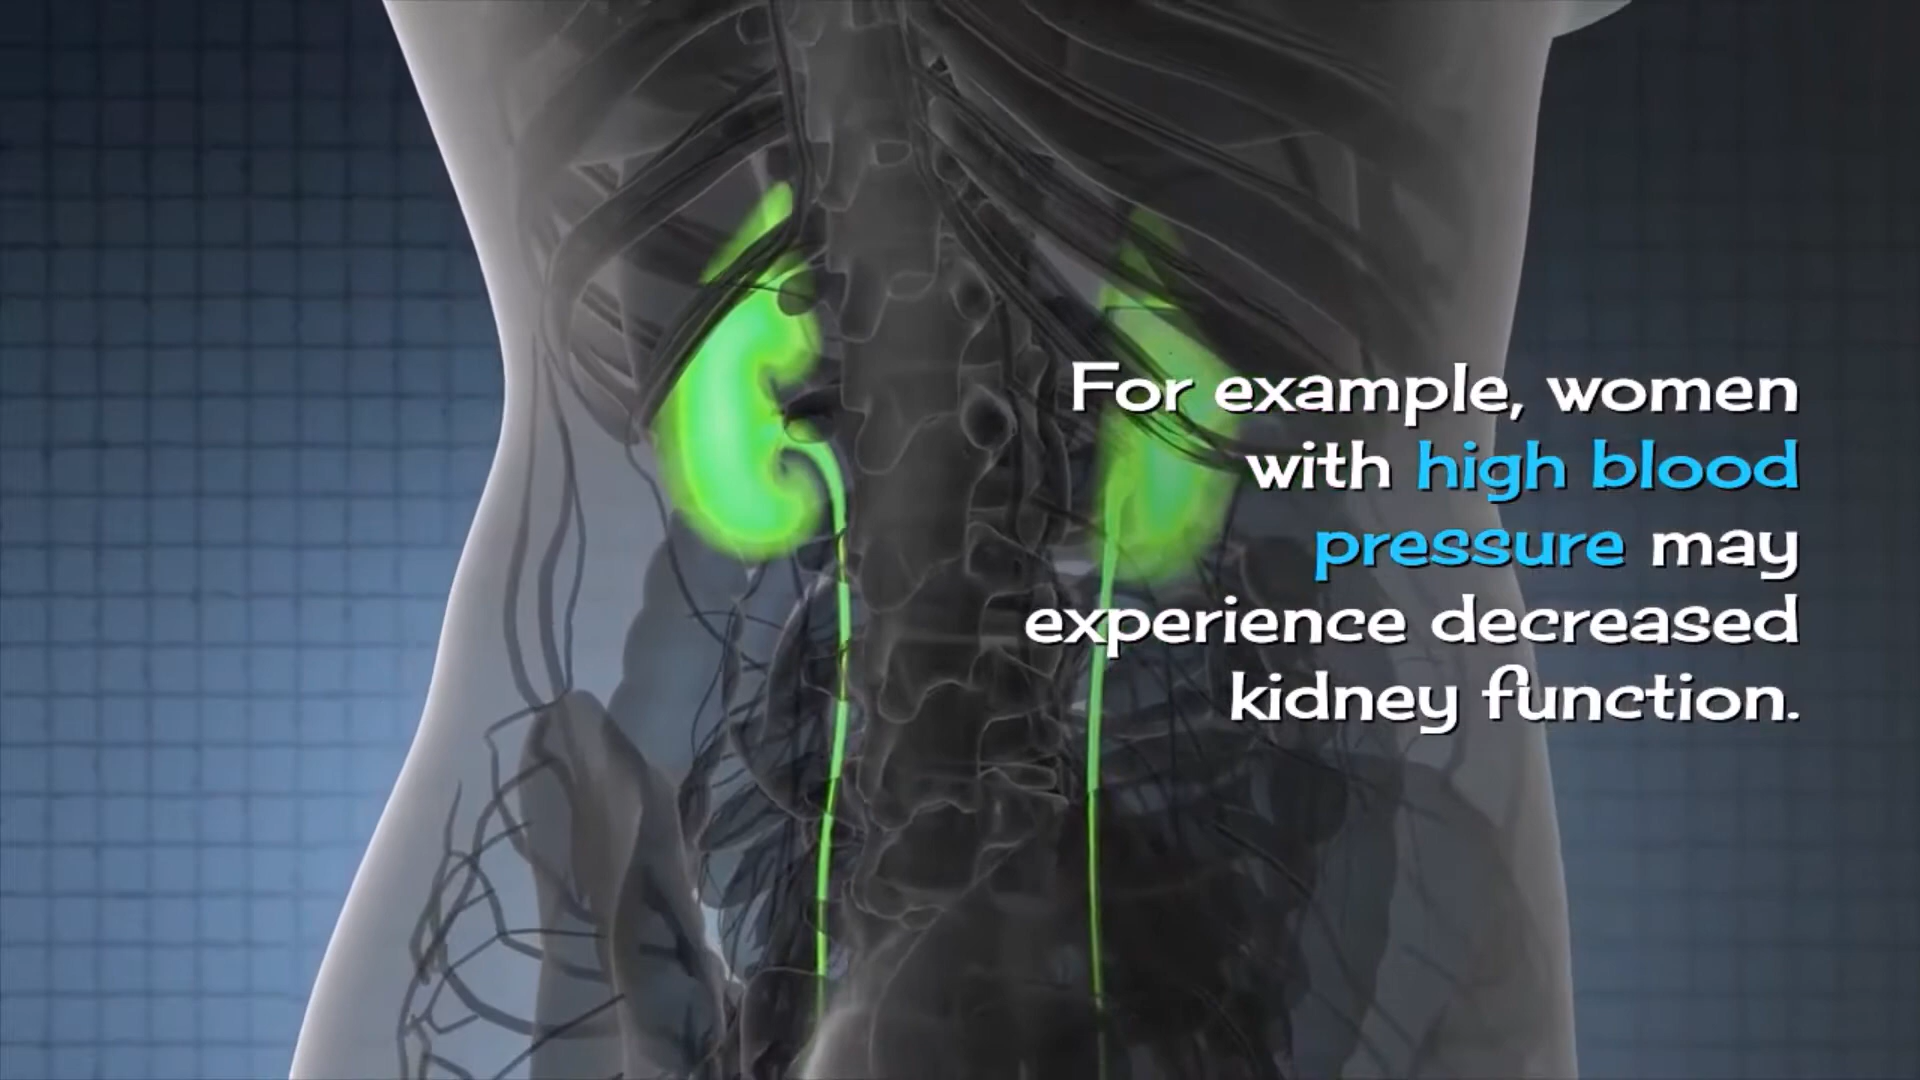 For example, women
with high blood
pressure may
experience decreased
kidney function.